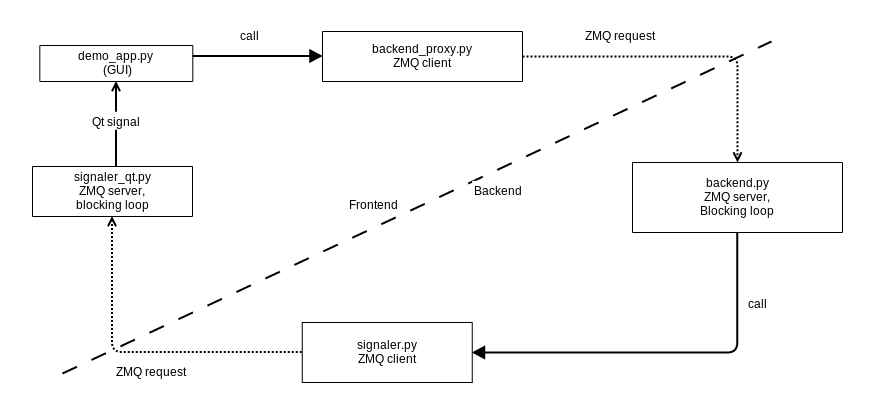 call
ZMQ request
demo_app.py
(GUI)
backend_proxy.py
ZMQ client
Qt signal
signaler_qt.py
ZMQ server,
blocking loop
Frontend
Backend
backend.py
ZMQ server,
Blocking loop
call
signaler.py
ZMQ client
ZMQ request